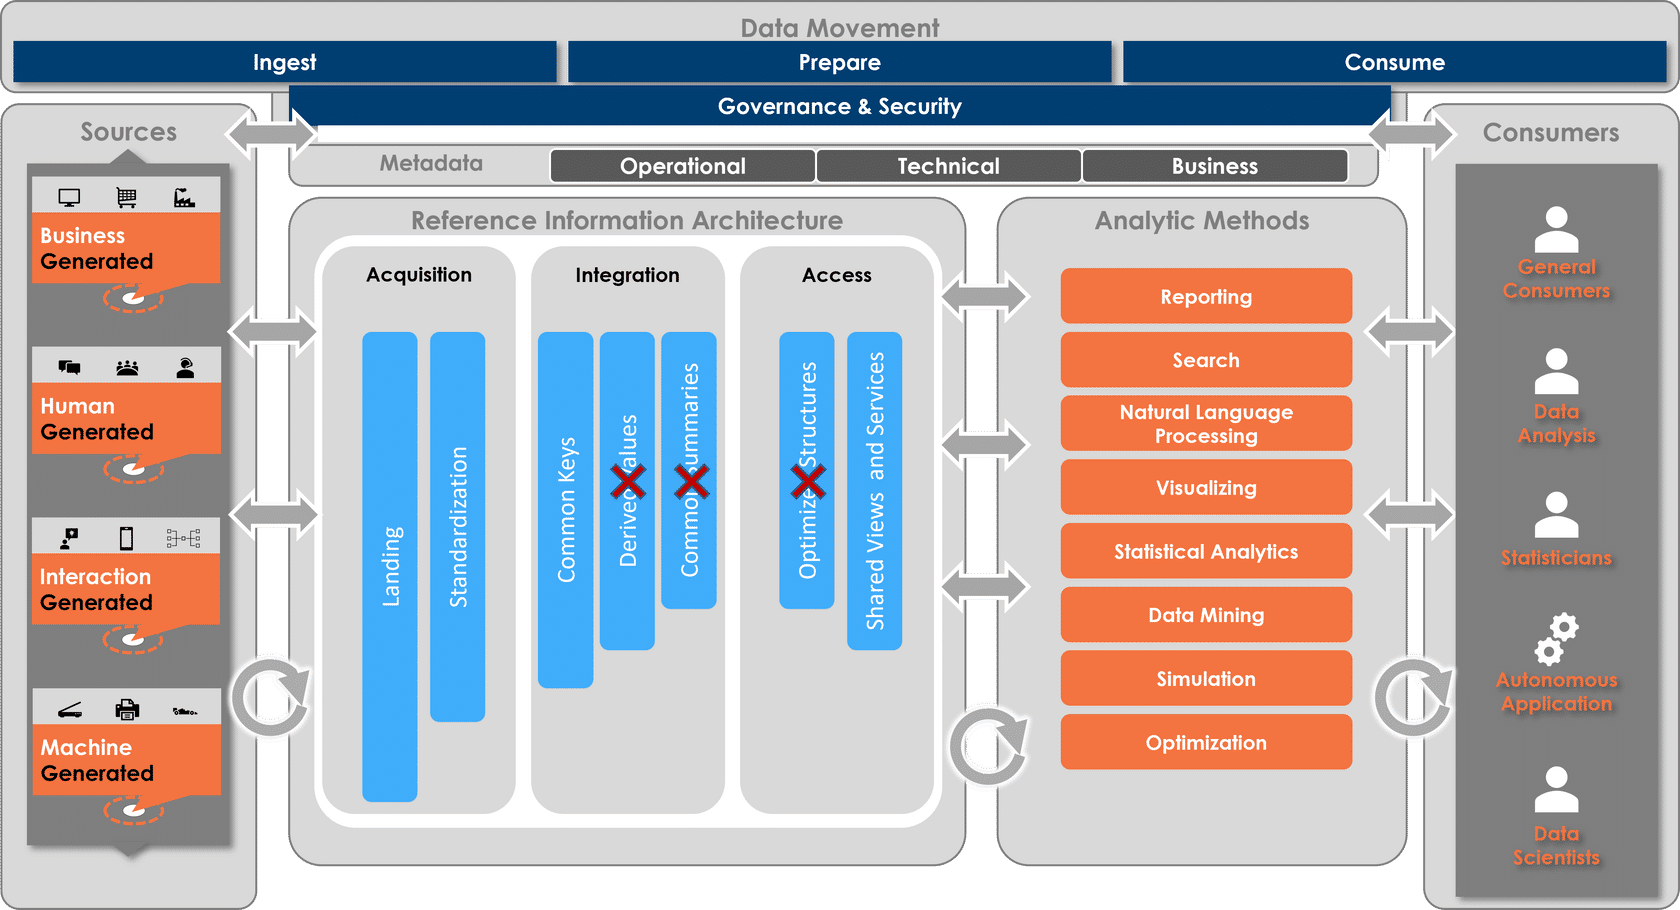 Data Movement
Ingest
Prepare
Consume
Governance & Security
Metadata
Operational
Technical
Business
Sources
Business
Generated
Human
Generated
Interaction
Generated
Machine
Generated
Reference Information Architecture
Acquisition
Landing
Standardization
Integration
Common Keys
Derived Values
Common Summaries
Access
Optimized Structures
Shared Views and Services
Analytic Methods
Reporting
Search
Natural Language
Processing
Visualizing
Statistical Analytics
Data Mining
Simulation
Optimization
Consumers
General
Consumers
Data
Analysis
Statisticians
Autonomous
Application
Data
Scientists